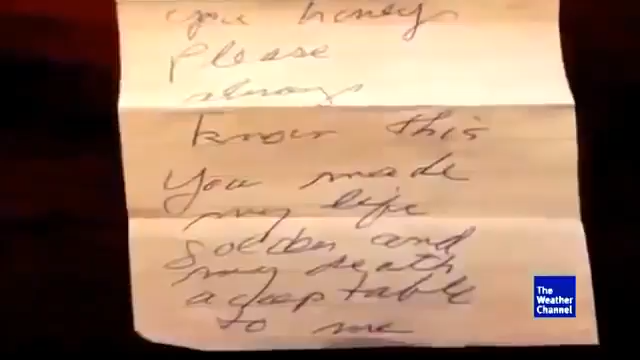 you honey
Please
always
know this
You made
my life
golden and
my death
acceptable
to me
The
Weather
Channel